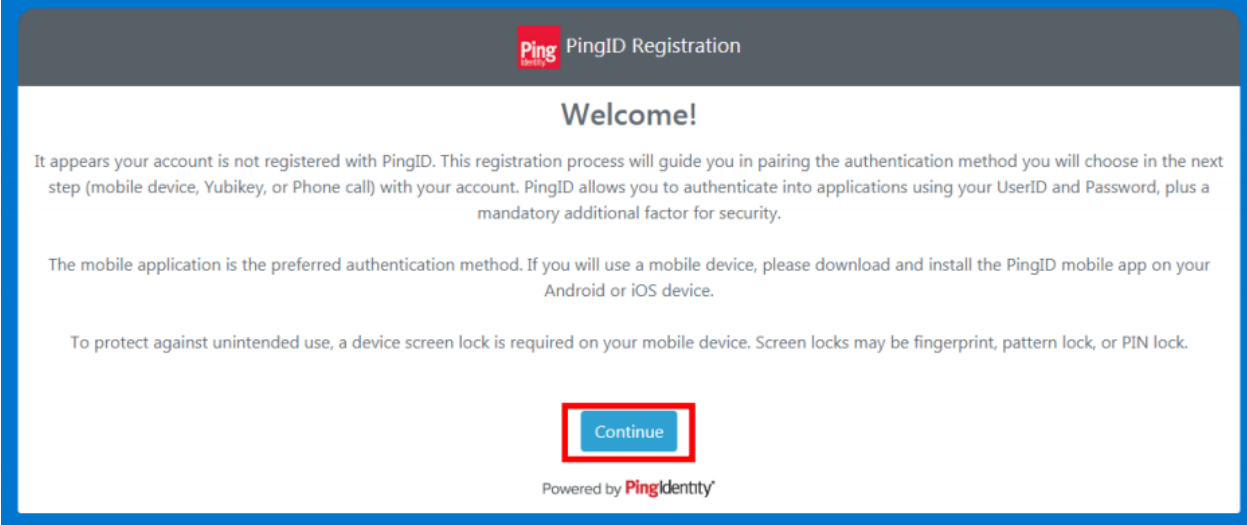 Ping
Identity
PingID Registration
Welcome!
It appears your account is not registered with PingID. This registration process will guide you in pairing the authentication method you will choose in the next
step (mobile device, Yubikey, or Phone call) with your account. PingID allows you to authenticate into applications using your UserID and Password, plus a
mandatory additional factor for security.
The mobile application is the preferred authentication method. If you will use a mobile device, please download and install the PingID mobile app on your
Android or iOS device.
To protect against unintended use, a device screen lock is required on your mobile device. Screen locks may be fingerprint, pattern lock, or PIN lock.
Continue
Powered by PingIdentity®